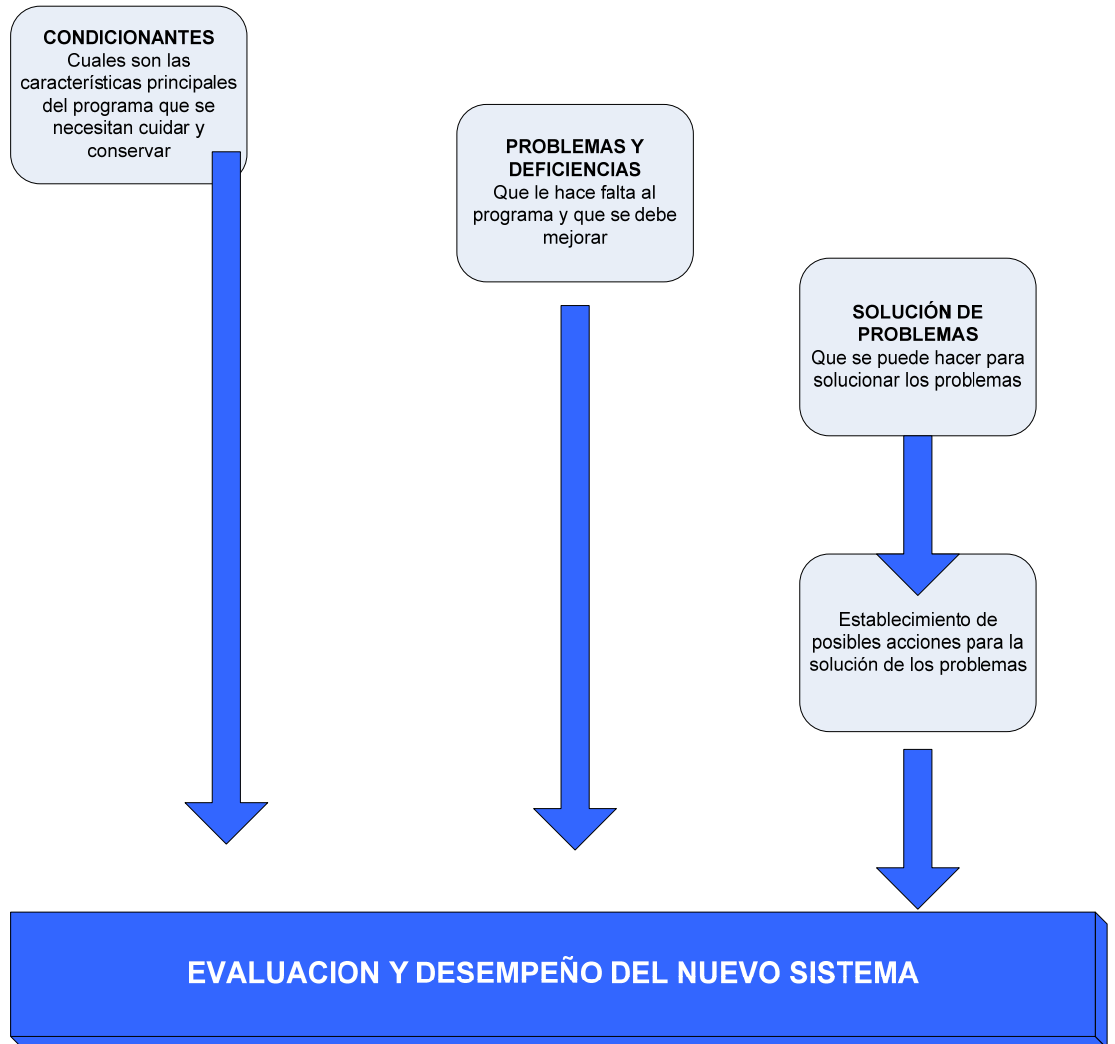 CONDICIONANTES
Cuales son las
características principales
del programa que se
necesitan cuidar y
conservar
PROBLEMAS Y
DEFICIENCIAS
Que le hace falta al
programa y que se debe
mejorar
SOLUCIÓN DE
PROBLEMAS
Que se puede hacer para
solucionar los problemas
Establecimiento de
posibles acciones para la
solución de los problemas
EVALUACION Y DESEMPEÑO DEL NUEVO SISTEMA